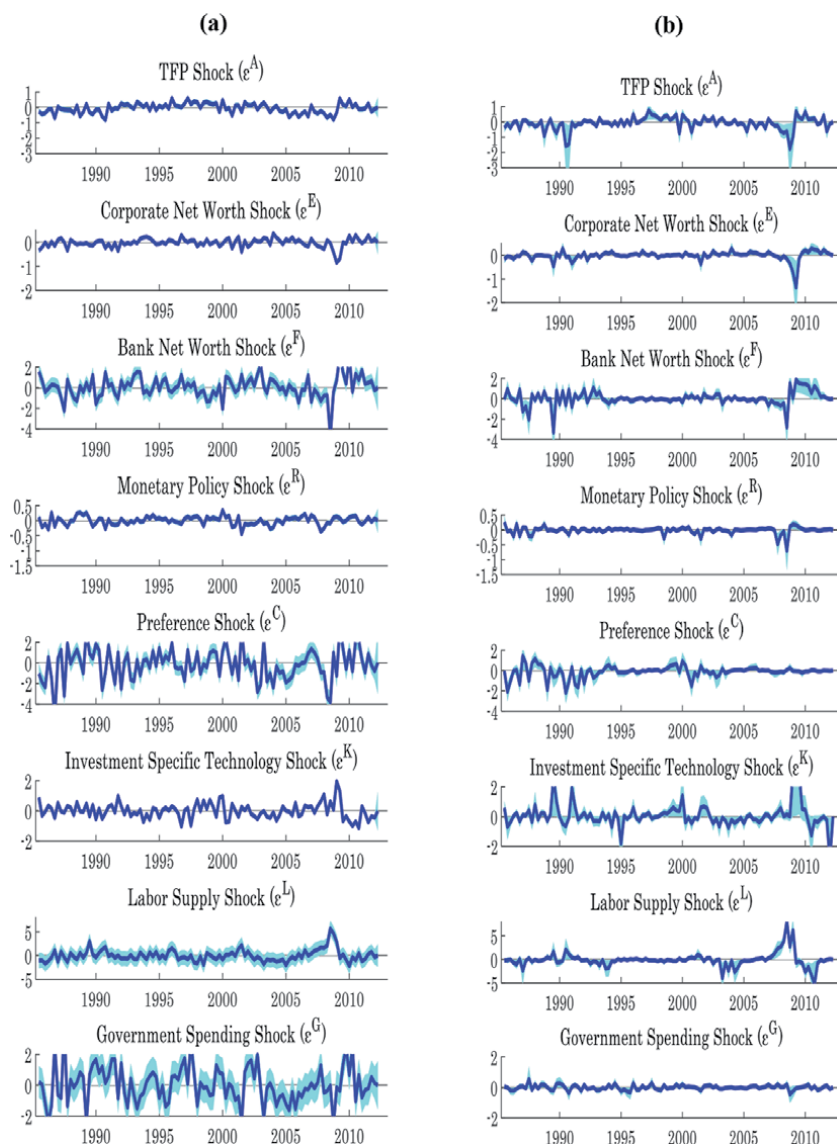 (a)
TFP Shock (ε^A)
1
0
-1
-2
-3
1990 1995 2000 2005 2010
Corporate Net Worth Shock (ε^E)
0
-1
-2
1990 1995 2000 2005 2010
Bank Net Worth Shock (ε^F)
2
0
-2
-4
1990 1995 2000 2005 2010
Monetary Policy Shock (ε^R)
0.5
0
-0.5
-1
-1.5
1990 1995 2000 2005 2010
Preference Shock (ε^C)
2
0
-2
-4
1990 1995 2000 2005 2010
Investment Specific Technology Shock (ε^K)
2
0
2
1990 1995 2000 2005 2010
Labor Supply Shock (ε^L)
5
0
-5
1990 1995 2000 2005 2010
Government Spending Shock (ε^G)
2
0
2
1990 1995 2000 2005 2010
(b)
TFP Shock (ε^A)
1
0
-1
-2
-3
1990 1995 2000 2005 2010
Corporate Net Worth Shock (ε^E)
0
-1
-2
1990 1995 2000 2005 2010
Bank Net Worth Shock (ε^F)
2
0
-2
-4
1990 1995 2000 2005 2010
Monetary Policy Shock (ε^R)
0.5
0
-0.5
-1
-1.5
1990 1995 2000 2005 2010
Preference Shock (ε^C)
2
0
-2
-4
1990 1995 2000 2005 2010
Investment Specific Technology Shock (ε^K)
2
0
2
1990 1995 2000 2005 2010
Labor Supply Shock (ε^L)
5
0
-5
1990 1995 2000 2005 2010
Government Spending Shock (ε^G)
2
0
2
1990 1995 2000 2005 2010